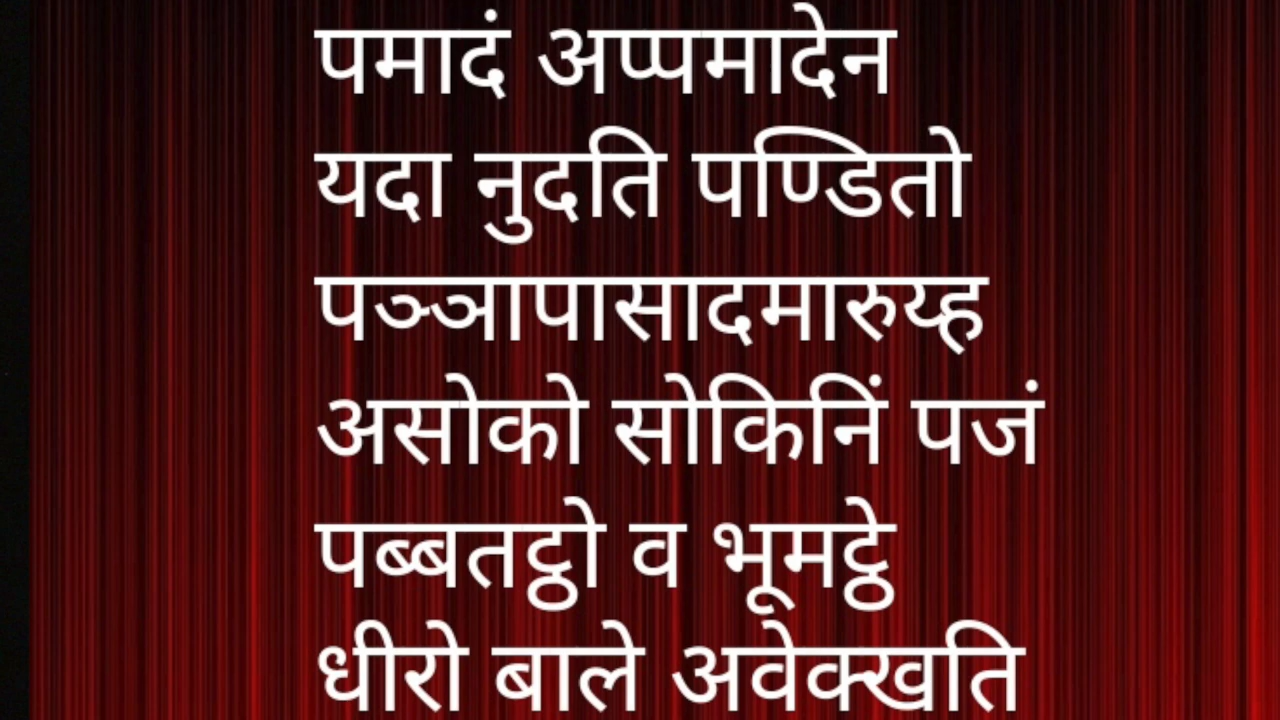 पमादं अप्पमादेन
यदा नुदति पण्डितो
पञ्ञापासादमारुय्ह
असोको सोकिनिं पजं
पब्बतट्ठो व भूमट्ठे
धीरो बाले अवेक्खति